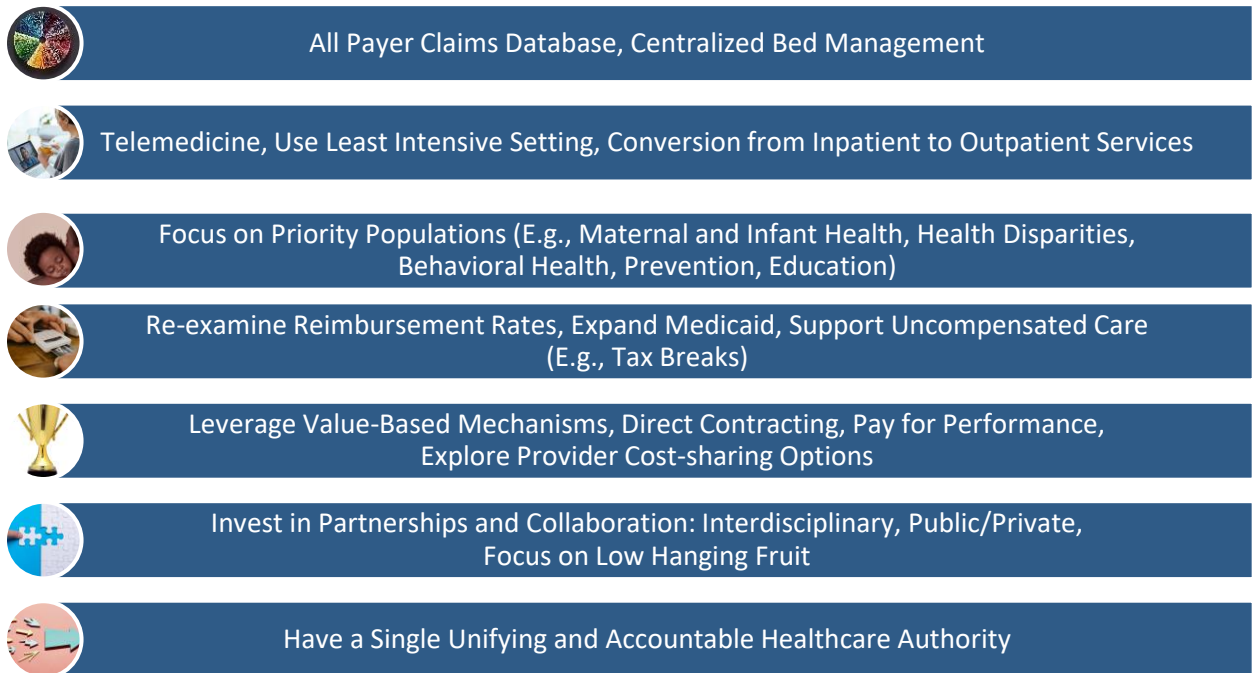 All Payer Claims Database, Centralized Bed Management
Telemedicine, Use Least Intensive Setting, Conversion from Inpatient to Outpatient Services
Focus on Priority Populations (E.g., Maternal and Infant Health, Health Disparities,
Behavioral Health, Prevention, Education)
Re-examine Reimbursement Rates, Expand Medicaid, Support Uncompensated Care
(E.g., Tax Breaks)
Leverage Value-Based Mechanisms, Direct Contracting, Pay for Performance,
Explore Provider Cost-sharing Options
Invest in Partnerships and Collaboration: Interdisciplinary, Public/Private,
Focus on Low Hanging Fruit
Have a Single Unifying and Accountable Healthcare Authority